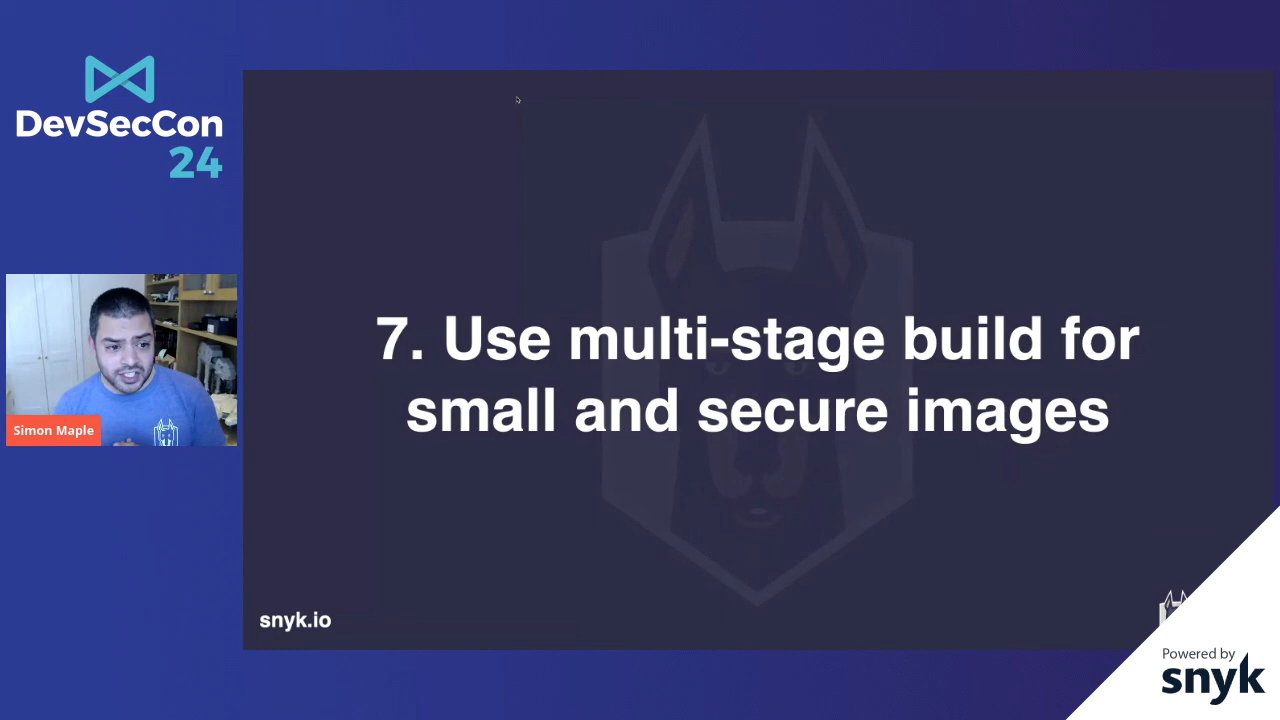 DevSecCon
24
Simon Maple
7. Use multi-stage build for
small and secure images
snyk.io
Powered by
snyk